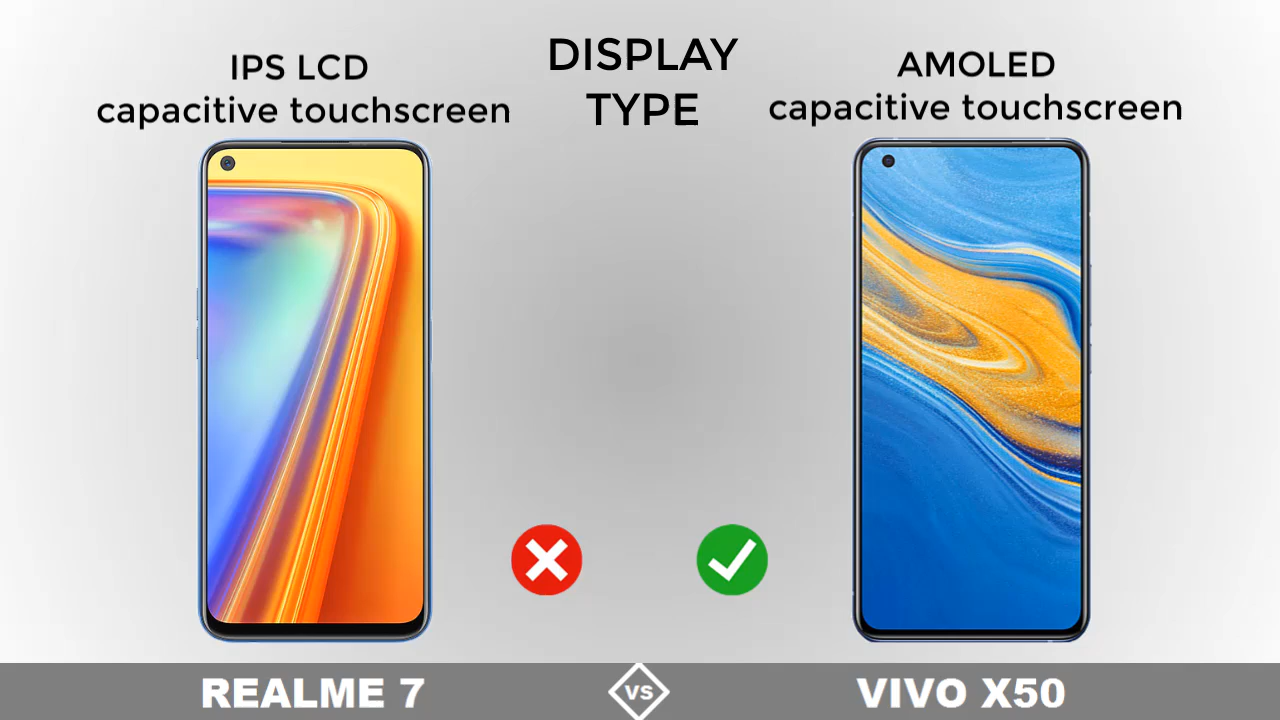 DISPLAY
TYPE
IPS LCD
capacitive touchscreen
AMOLED
capacitive touchscreen
REALME 7
VS
VIVO X50